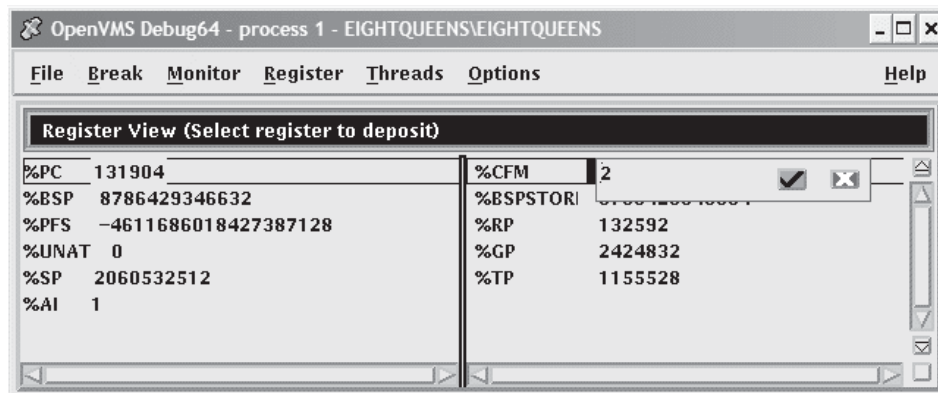 OpenVMS Debug64 - process 1 - EIGHTQUEENS\EIGHTQUEENS
File Break Monitor Register Threads Options Help
Register View (Select register to deposit)
%PC 131904
%BSP 8786429346632
%PFS -4611686018427387128
%UNAT 0
%SP 2060532512
%AI 1
%CFM 2
%BSPSTOR
%RP 132592
%GP 2424832
%TP 1155528